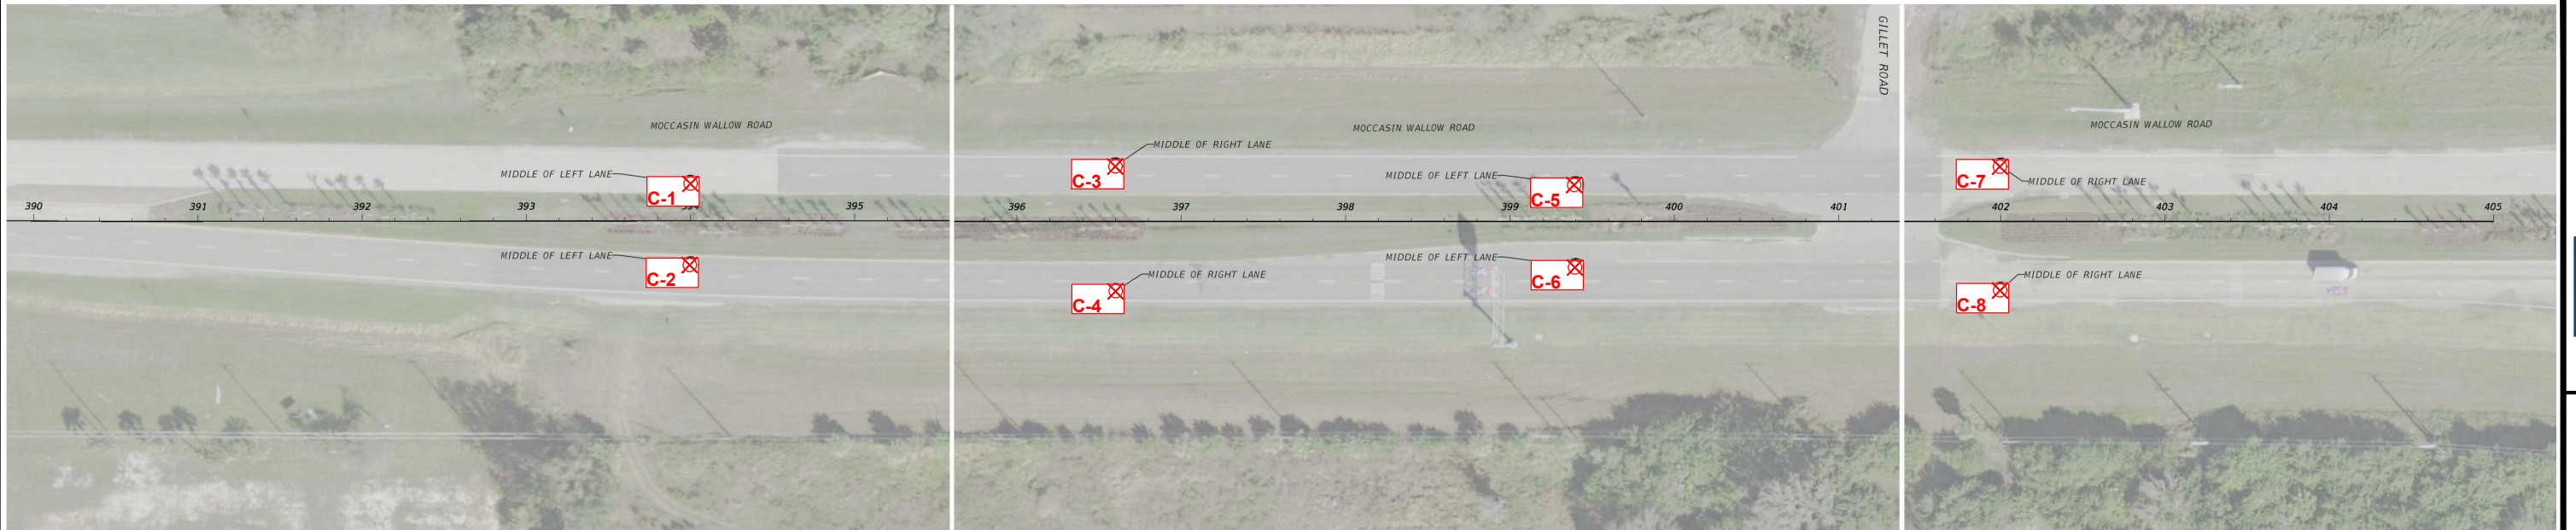 GILLET ROAD
MOCCASIN WALLOW ROAD
MOCCASIN WALLOW ROAD
MOCCASIN WALLOW ROAD
MIDDLE OF RIGHT LANE
C-3
MIDDLE OF LEFT LANE
C-1
MIDDLE OF LEFT LANE
C-5
C-7
MIDDLE OF RIGHT LANE
390 391 392 393 394 395 396 397 398 399 400 401 402 403 404 405
MIDDLE OF LEFT LANE
C-2
MIDDLE OF RIGHT LANE
C-4
MIDDLE OF LEFT LANE
C-6
MIDDLE OF RIGHT LANE
C-8